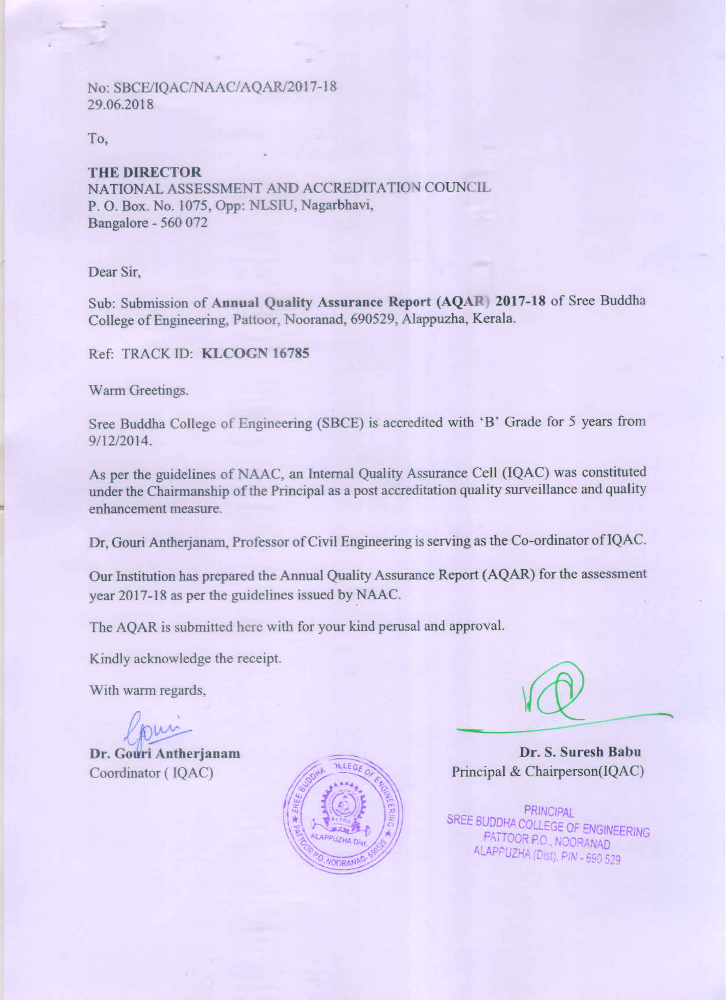 No: SBCE/IQAC/NAAC/AQAR/2017-18
29.06.2018
To,
THE DIRECTOR
NATIONAL ASSESSMENT AND ACCREDITATION COUNCIL
P. O. Box. No. 1075, Opp: NLSIU, Nagarbhavi,
Bangalore - 560 072
Dear Sir,
Sub: Submission of Annual Quality Assurance Report (AQAR) 2017-18 of Sree Buddha
College of Engineering, Pattoor, Nooranad, 690529, Alappuzha, Kerala.
Ref: TRACK ID: KLCOGN 16785
Warm Greetings.
Sree Buddha College of Engineering (SBCE) is accredited with ‘B’ Grade for 5 years from
9/12/2014.
As per the guidelines of NAAC, an Internal Quality Assurance Cell (IQAC) was constituted
under the Chairmanship of the Principal as a post accreditation quality surveillance and quality
enhancement measure.
Dr, Gouri Antherjanam, Professor of Civil Engineering is serving as the Co-ordinator of IQAC.
Our Institution has prepared the Annual Quality Assurance Report (AQAR) for the assessment
year 2017-18 as per the guidelines issued by NAAC.
The AQAR is submitted here with for your kind perusal and approval.
Kindly acknowledge the receipt.
With warm regards,
Gouri
Dr. Gouri Antherjanam
Coordinator ( IQAC)
Dr. S. Suresh Babu
Principal & Chairperson(IQAC)
SREE BUDDHA OLLEGE OF ENGINEERING
PATTOOR P.O., NOORANAD- 690529
ALAPPUZHA Dist.
PRINCIPAL
SREE BUDDHA COLLEGE OF ENGINEERING
PATTOOR P.O., NOORANAD
ALAPPUZHA (Dist), PIN - 690 529